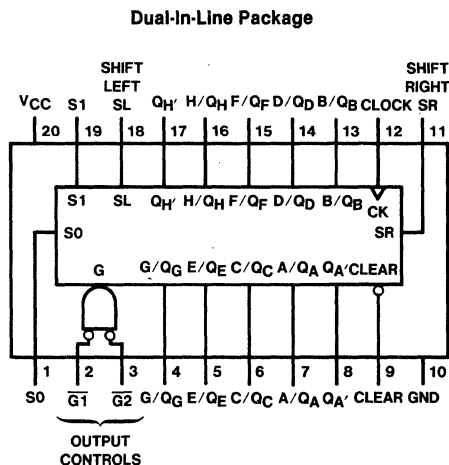 Dual-In-Line Package
SHIFT LEFT
SHIFT RIGHT
VCC S1 SL QH' H/QH F/QF D/QD B/QB CLOCK SR
20 19 18 17 16 15 14 13 12 11
S1 SL QH' H/QH F/QF D/QD B/QB CK
S0 SR
G G/QG E/QE C/QC A/QA QA' CLEAR
1 2 3 4 5 6 7 8 9 10
S0 G1 G2 G/QG E/QE C/QC A/QA QA' CLEAR GND
OUTPUT
CONTROLS